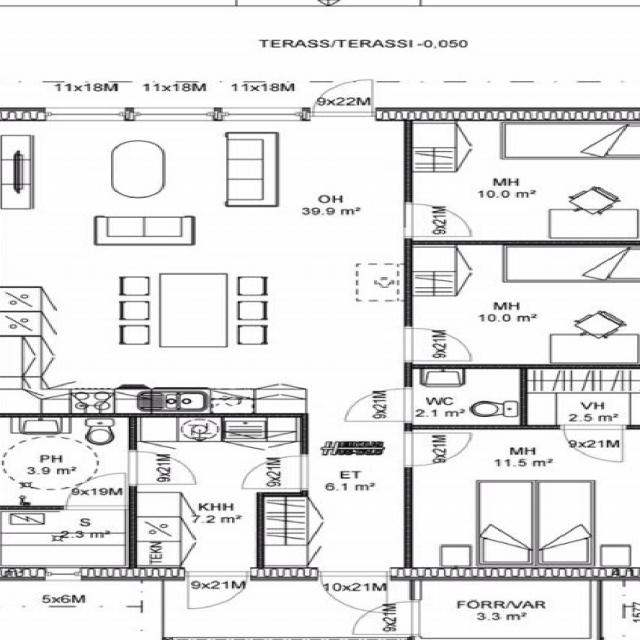 TERASS/TERASSI -0,050
11x18M 11x18M 11x18M
9x22M
MH
10.0 m²
OH
39.9 m²
9x21M
MH
10.0 m²
9x21M
9x21M
WC
2.1 m²
VH
2.5 m²
9x21M
9x21M
MH
11.5 m²
PH
3.9 m²
9x21M
9x21M
ET
6.1 m²
9x19M
KHH
7.2 m²
S
2.3 m²
TEKN
5x6M
9x21M
10x21M
9x21M
FÖRR/VAR
3.3 m²